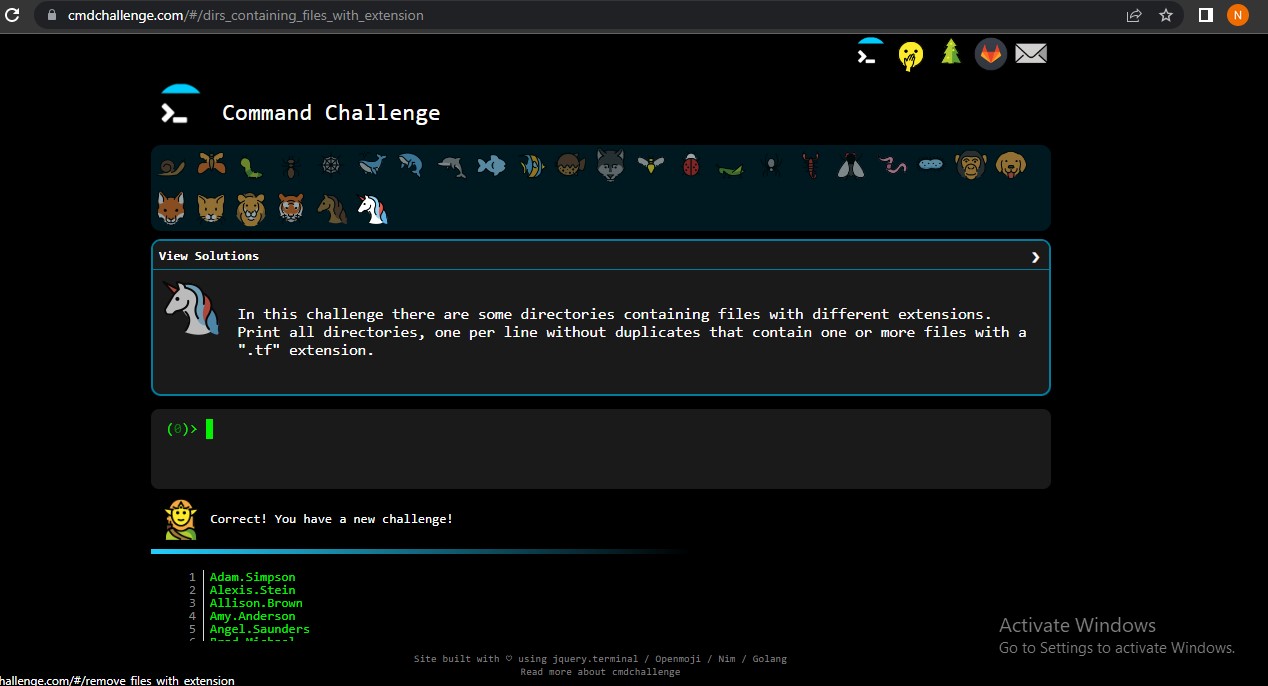 cmdchallenge.com/#/dirs_containing_files_with_extension
N
Command Challenge
View Solutions
In this challenge there are some directories containing files with different extensions.
Print all directories, one per line without duplicates that contain one or more files with a
".tf" extension.
(0)>
Correct! You have a new challenge!
1 Adam.Simpson
2 Alexis.Stein
3 Allison.Brown
4 Amy.Anderson
5 Angel.Saunders
Activate Windows
Go to Settings to activate Windows.
Site built with ♡ using jquery.terminal / Openmoji / Nim / Golang
Read more about cmdchallenge
hallenge.com/#/remove_files_with_extension